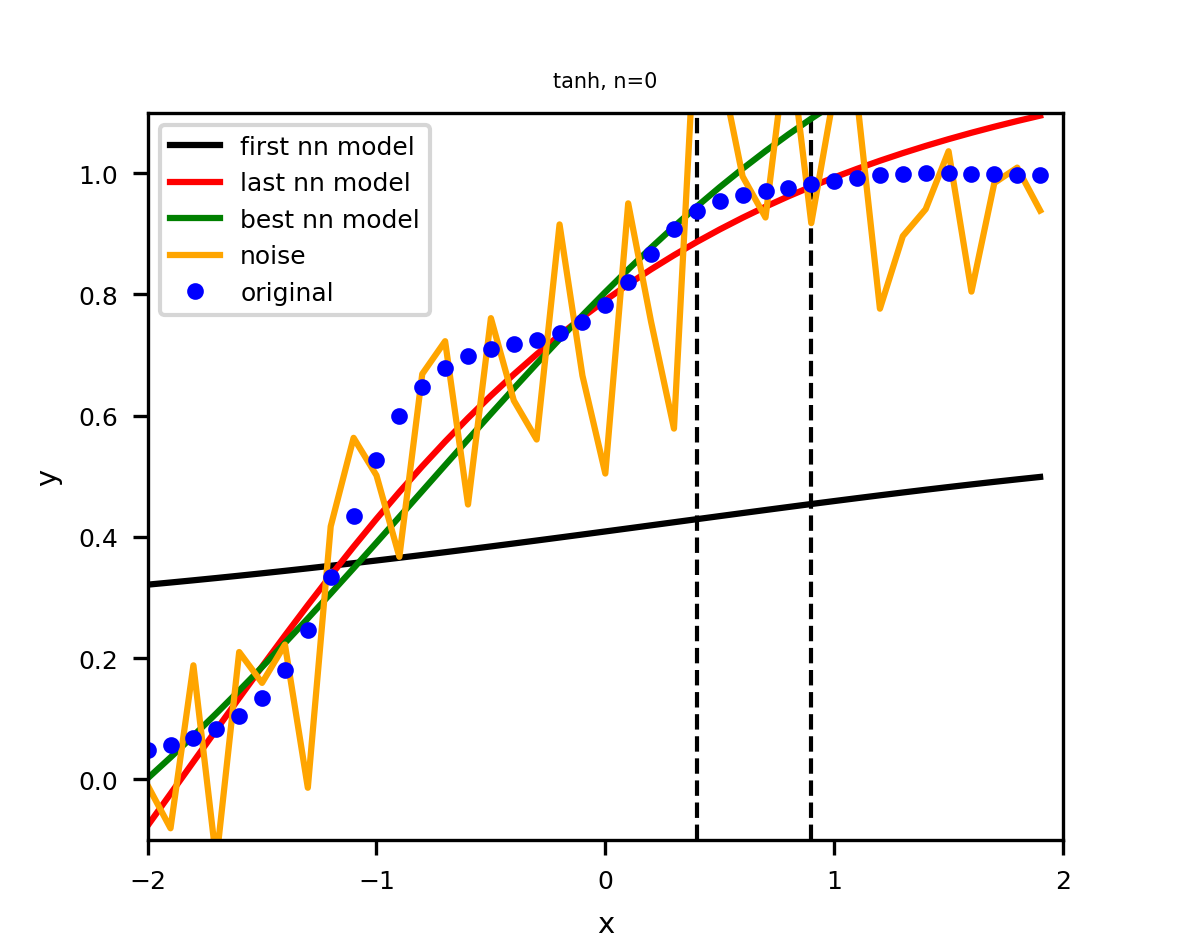 tanh, n=0
first nn model
last nn model
best nn model
noise
original
1.0
0.8
0.6
0.4
0.2
0.0
y
−2
−1
0
1
2
x